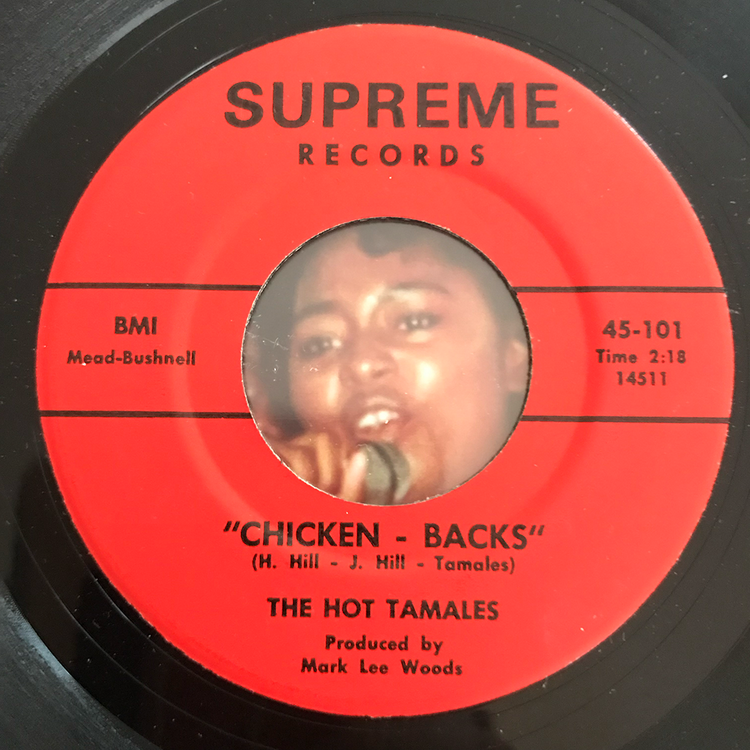 SUPREME
RECORDS
BMI
Mead-Bushnell
45-101
Time 2:18
14511
"CHICKEN - BACKS"
(H. Hill - J. Hill - Tamales)
THE HOT TAMALES
Produced by
Mark Lee Woods